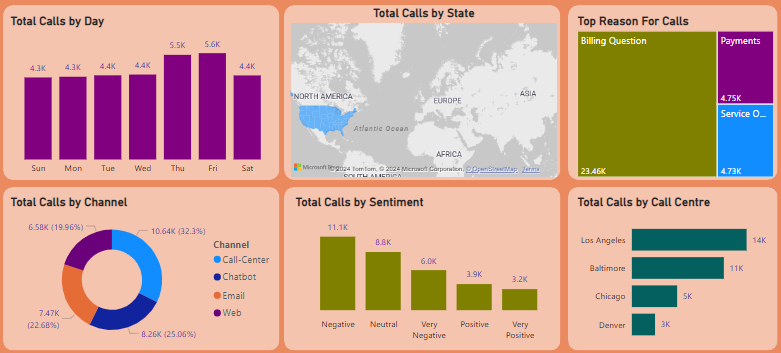 Total Calls by Day
4.3K
4.3K
4.4K
4.4K
5.5K
5.6K
4.4K
Sun
Mon
Tue
Wed
Thu
Fri
Sat
Total Calls by State
NORTH AMERICA
EUROPE
ASIA
Atlantic Ocean
AFRICA
SOUTH AMERICA
Microsoft
© 2024 TomTom, © 2024 Microsoft Corporation, © OpenStreetMap Terms
Top Reason For Calls
Billing Question
23.46K
Payments
4.75K
Service O...
4.73K
Total Calls by Channel
6.58K (19.96%)
10.64K (32.3%)
7.47K
(22.68%)
8.26K (25.06%)
Channel
Call-Center
Chatbot
Email
Web
Total Calls by Sentiment
11.1K
8.8K
6.0K
3.9K
3.2K
Negative
Neutral
Very
Negative
Positive
Very
Positive
Total Calls by Call Centre
Los Angeles
14K
Baltimore
11K
Chicago
5K
Denver
3K